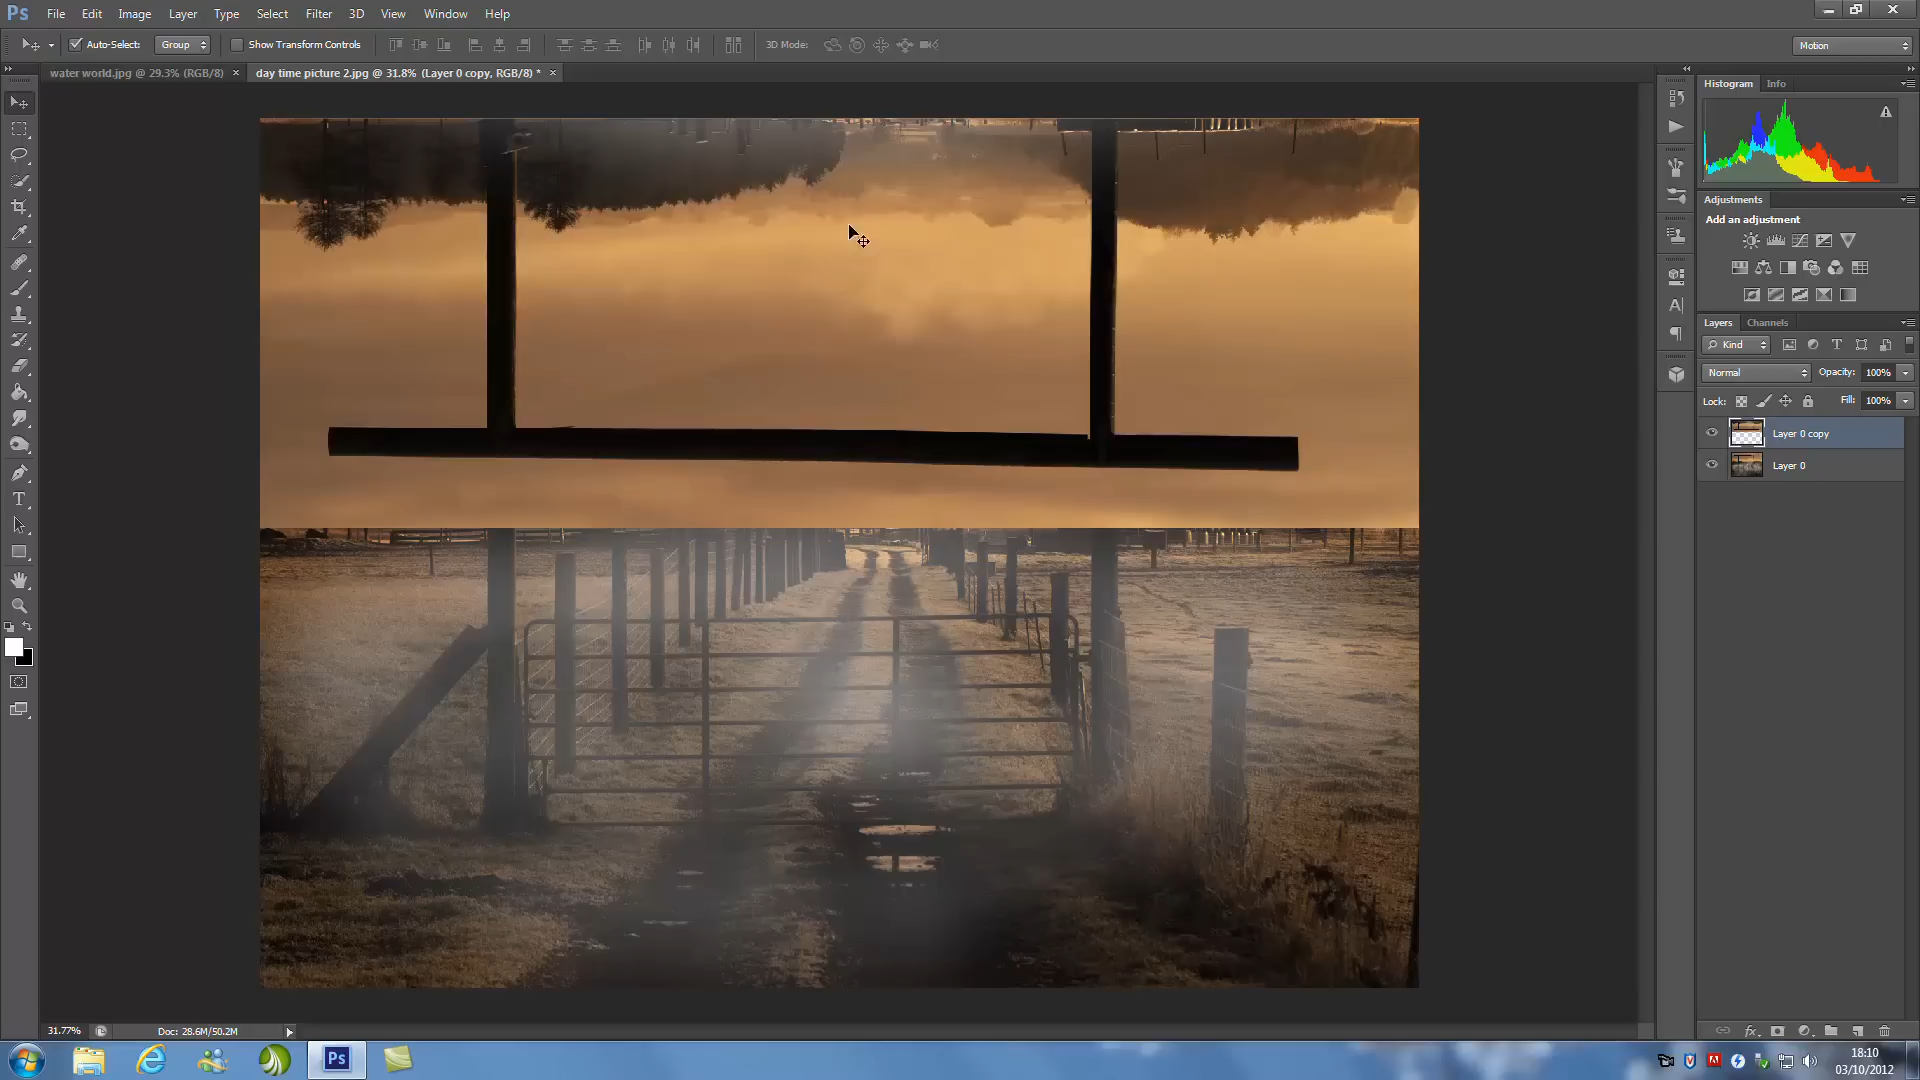 Ps File Edit Image Layer Type Select Filter 3D View Window Help
Auto-Select: Group Show Transform Controls 3D Mode: Motion
water world.jpg @ 29.3% (RGB/8) × day time picture 2.jpg @ 31.8% (Layer 0 copy, RGB/8) * ×
Histogram Info
Adjustments
Add an adjustment
Layers Channels
Kind
Normal Opacity: 100%
Lock: Fill: 100%
Layer 0 copy
Layer 0
31.77% Doc: 28.6M/50.2M
Ps
18:10
03/10/2012